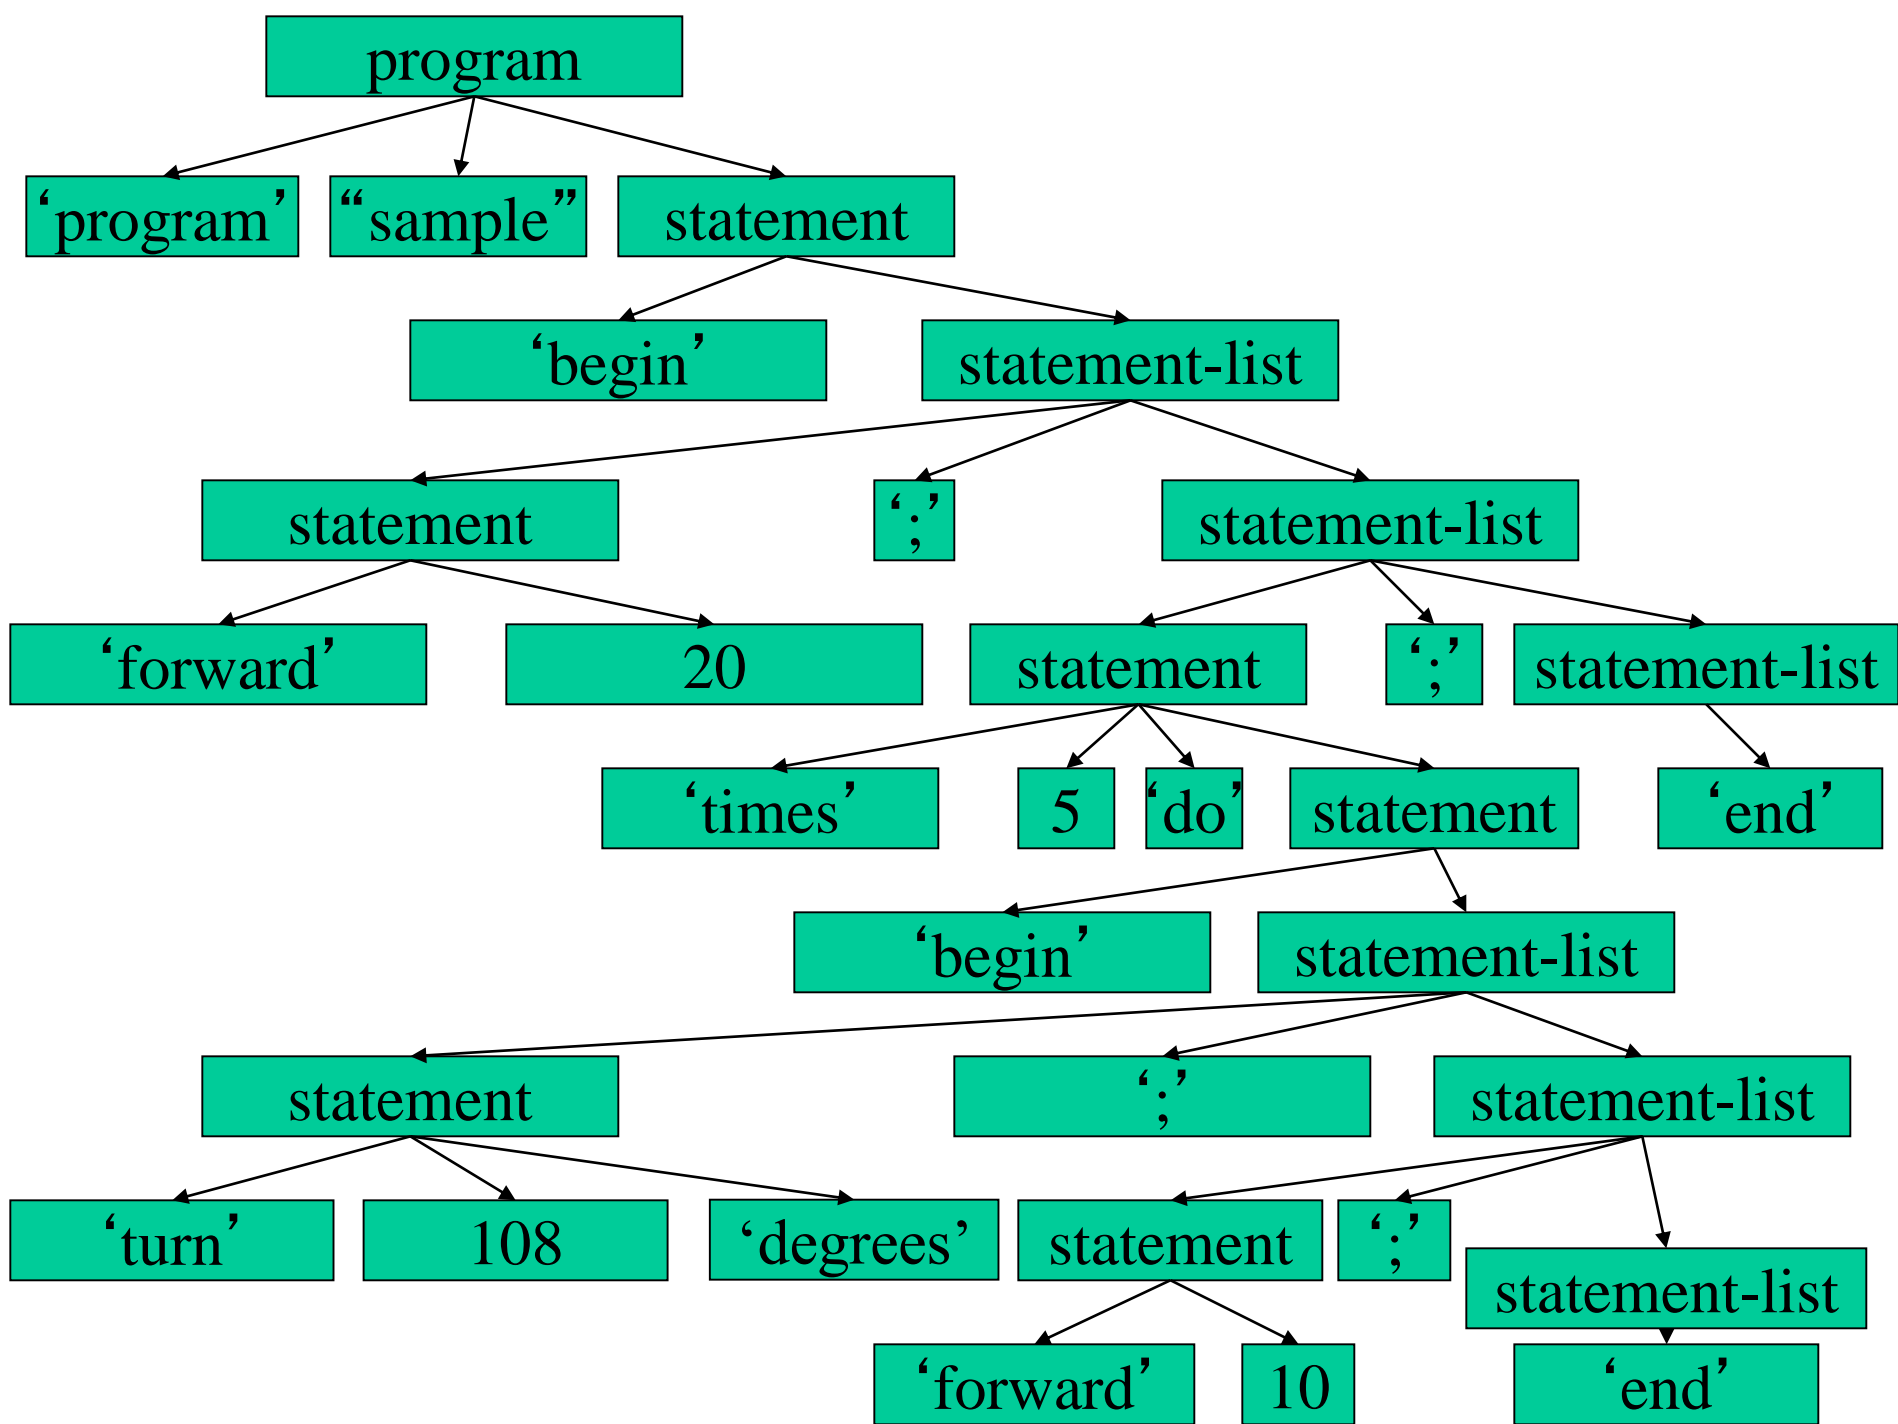 program
‘program’ “sample” statement
‘begin’ statement-list
statement ‘;’ statement-list
‘forward’ 20 statement ‘;’ statement-list
‘times’ 5 ‘do’ statement ‘end’
‘begin’ statement-list
statement ‘;’ statement-list
‘turn’ 108 ‘degrees’ statement ‘;’
statement-list
‘forward’ 10 ‘end’